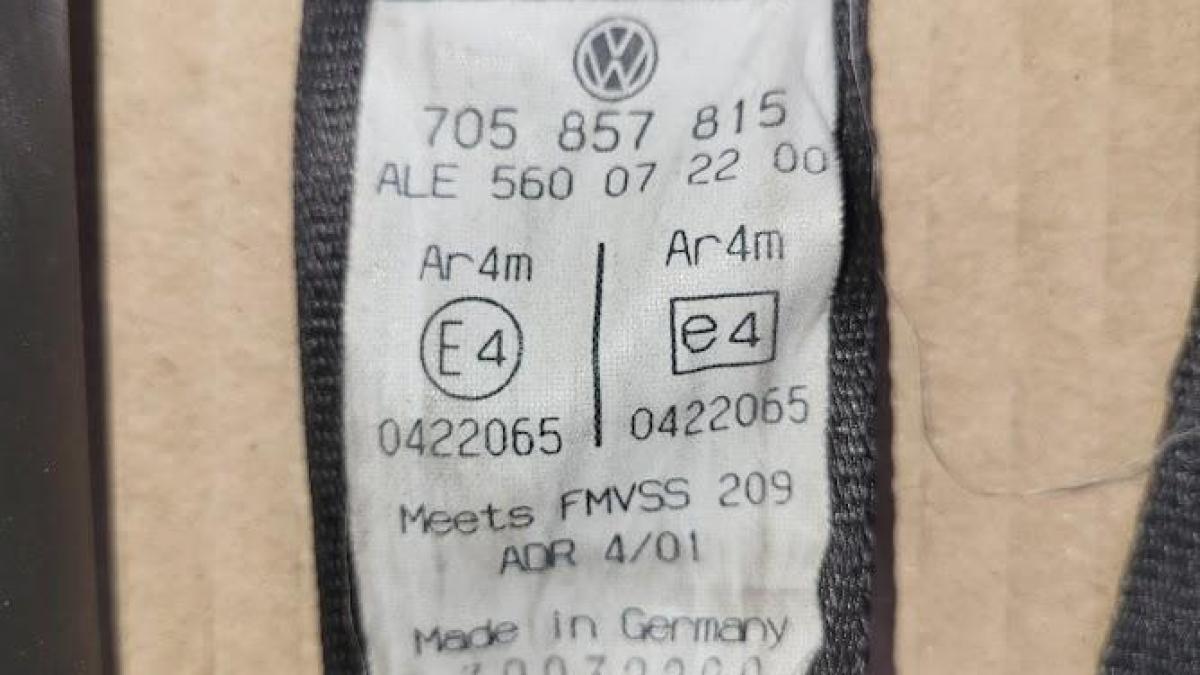 705 857 815
ALE 560 07 22 00
Ar4m
E4
0422065
Ar4m
e4
0422065
Meets FMVSS 209
ADR 4/01
Made in Germany